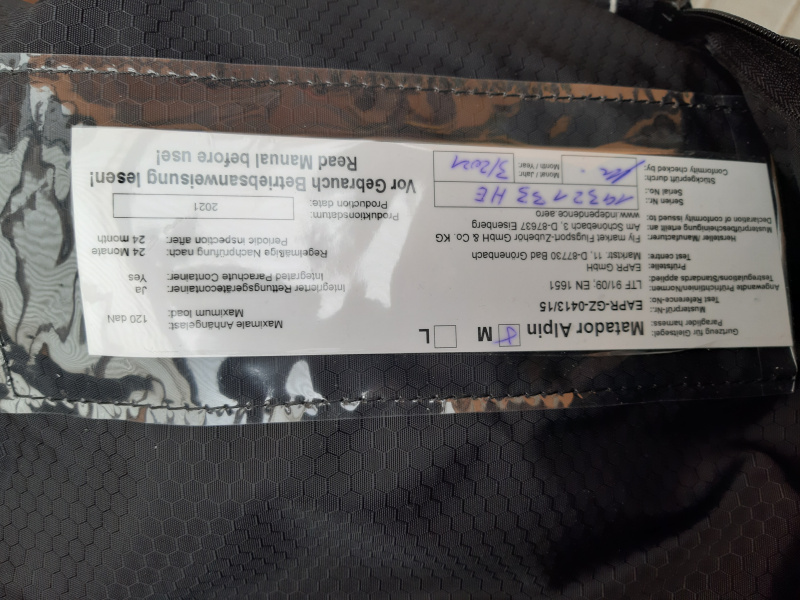 Gurtzeug für Gleitsegel:
Paraglider harness:
Matador Alpin
M
L
Musterprüf-Nr.:
Test Reference-No:
EAPR-GZ-0413/15
Angewandte Prüfrichtlinien/Normen:
Testregulations/Standards applied:
LTF 91/09; EN 1651
Prüfstelle:
test centre:
EAPR GmbH
Marktstr. 11, D-87730 Bad Grönenbach
Hersteller /Manufacturer:
Musterprüfbescheinigung erteilt an:
Declaration of conformity issued to:
Fly market Flugsport-Zubehör GmbH & Co. KG
Am Schönebach 3, D-87637 Eisenberg
www.independence.aero
Serien Nr.:
Serial No.:
1932133 HE
Stückgeprüft durch:
Conformity checked by:
Monat / Jahr:
Month / Year:
3/2021
Maximale Anhängelast:
Maximum load:
120 daN
Integrierter Rettungsgerätecontainer:
Ja
Integrated Parachute Container:
Yes
Regelmäßige Nachprüfung nach:
24 Monate
Periodic inspection after:
24 month
Produktionsdatum:
Production date:
2021
Vor Gebrauch Betriebsanweisung lesen!
Read Manual before use!